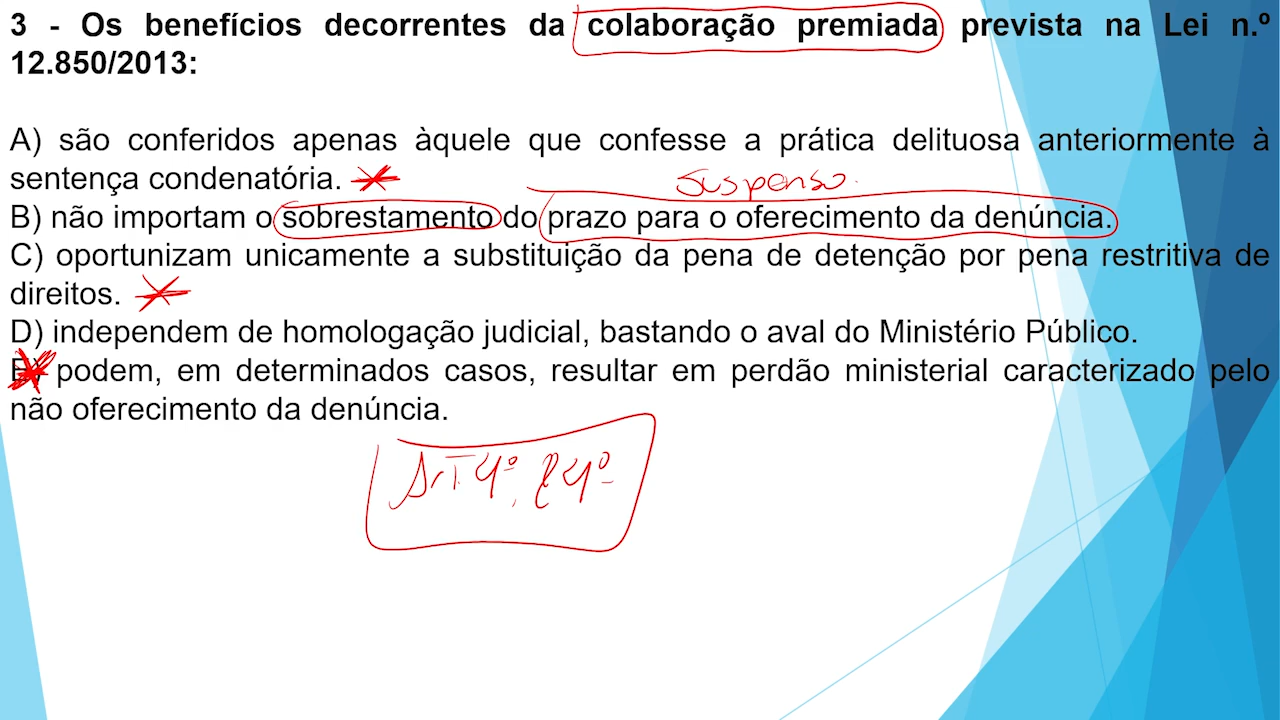 3 - Os benefícios decorrentes da colaboração premiada prevista na Lei n.º
12.850/2013:
A) são conferidos apenas àquele que confesse a prática delituosa anteriormente à
sentença condenatória.
suspenso.
B) não importam o sobrestamento do prazo para o oferecimento da denúncia.
C) oportunizam unicamente a substituição da pena de detenção por pena restritiva de
direitos.
D) independem de homologação judicial, bastando o aval do Ministério Público.
E) podem, em determinados casos, resultar em perdão ministerial caracterizado pelo
não oferecimento da denúncia.
Art. 4º, § 4º